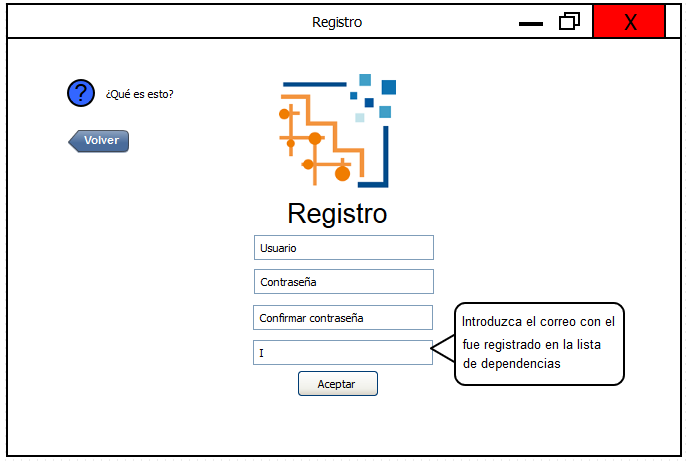 Registro
X
?
¿Qué es esto?
Volver
Registro
Usuario
Contraseña
Confirmar contraseña
I
Introduzca el correo con el
fue registrado en la lista
de dependencias
Aceptar